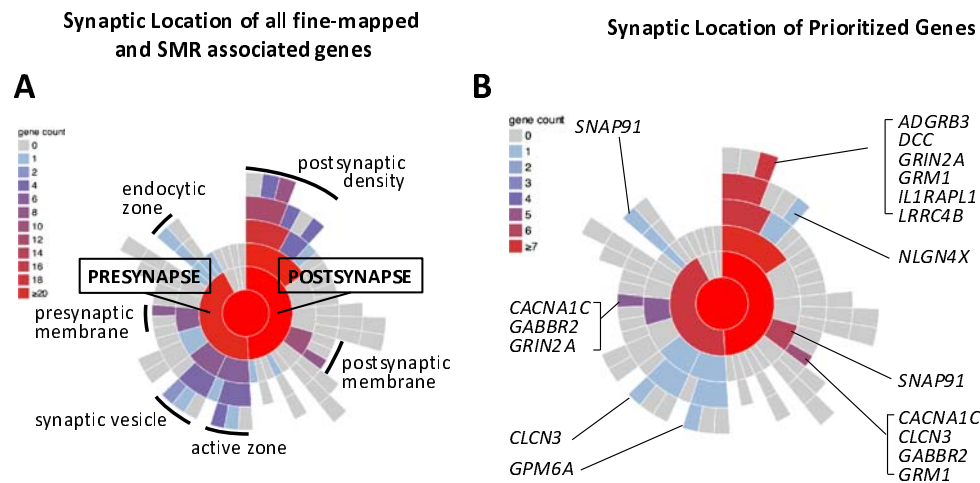 Synaptic Location of all fine-mapped
and SMR associated genes
Synaptic Location of Prioritized Genes
A
gene count
0
1
2
4
6
8
10
12
14
16
18
≥20
endocytic
zone
postsynaptic
density
PRESYNAPSE
POSTSYNAPSE
presynaptic
membrane
postsynaptic
membrane
synaptic vesicle
active zone
B
gene count
0
1
2
3
4
5
6
≥7
SNAP91
ADGRB3
DCC
GRIN2A
GRM1
IL1RAPL1
LRRC4B
NLGN4X
CACNA1C
GABBR2
GRIN2A
SNAP91
CLCN3
GPM6A
CACNA1C
CLCN3
GABBR2
GRM1